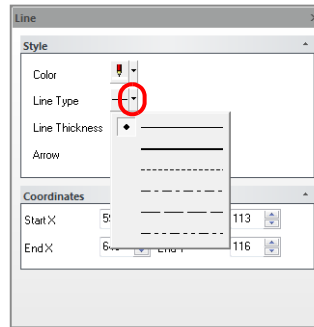 Line
Style
Color
Line Type
Line Thickness
Arrow
Coordinates
Start X 113
End X 116